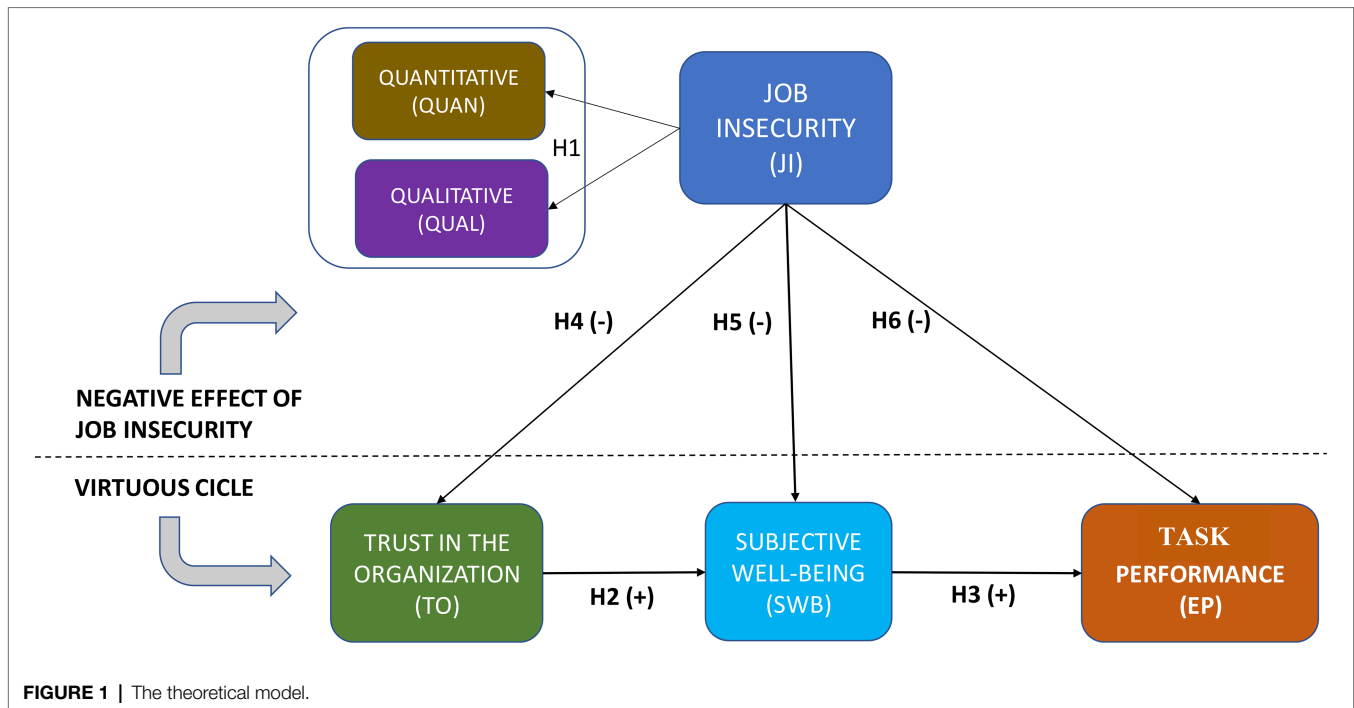 QUANTITATIVE
(QUAN)
QUALITATIVE
(QUAL)
H1
JOB
INSECURITY
(JI)
H4 (-)
H5 (-)
H6 (-)
NEGATIVE EFFECT OF
JOB INSECURITY
VIRTUOUS CICLE
TRUST IN THE
ORGANIZATION
(TO)
H2 (+)
SUBJECTIVE
WELL-BEING
(SWB)
H3 (+)
TASK
PERFORMANCE
(EP)
FIGURE 1 | The theoretical model.